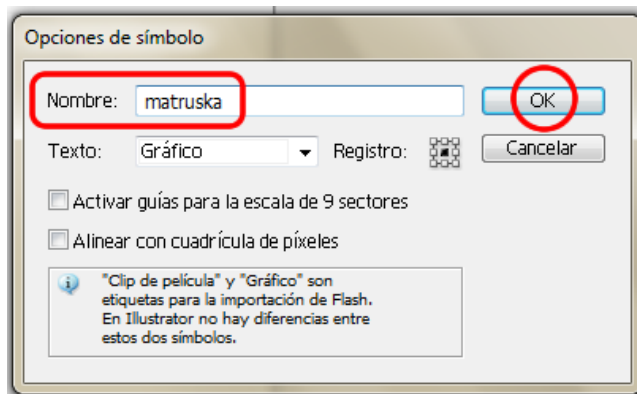 Opciones de símbolo
Nombre: matruska OK
Texto: Gráfico Registro: Cancelar
Activar guías para la escala de 9 sectores
Alinear con cuadrícula de píxeles
"Clip de película" y "Gráfico" son
etiquetas para la importación de Flash.
En Illustrator no hay diferencias entre
estos dos símbolos.